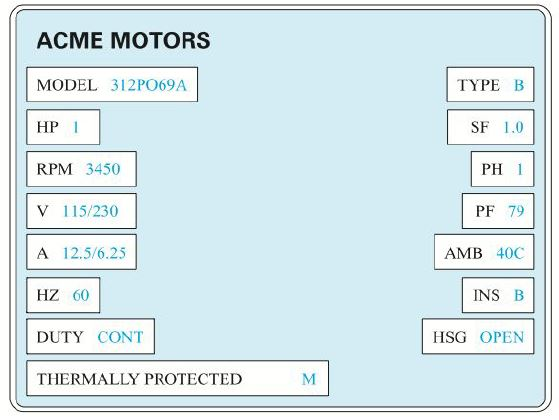 ACME MOTORS
MODEL 312PO69A TYPE B
HP 1 SF 1.0
RPM 3450 PH 1
V 115/230 PF 79
A 12.5/6.25 AMB 40C
HZ 60 INS B
DUTY CONT HSG OPEN
THERMALLY PROTECTED M